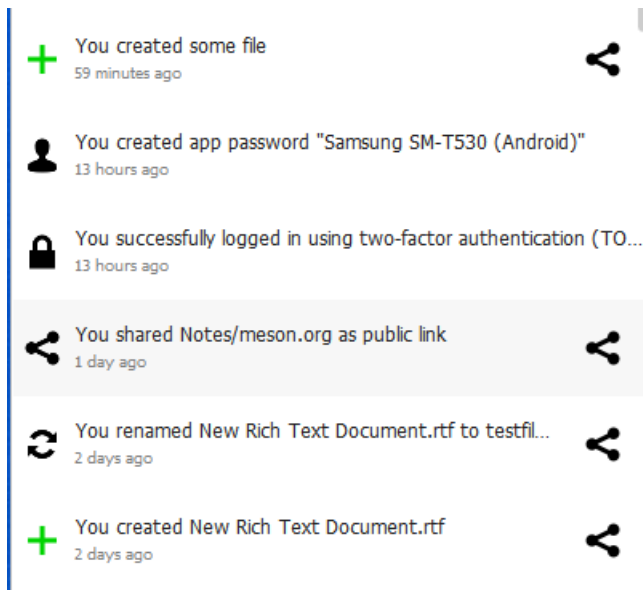 You created some file
59 minutes ago
You created app password "Samsung SM-T530 (Android)"
13 hours ago
You successfully logged in using two-factor authentication (TO...
13 hours ago
You shared Notes/meson.org as public link
1 day ago
You renamed New Rich Text Document.rtf to testfil...
2 days ago
You created New Rich Text Document.rtf
2 days ago